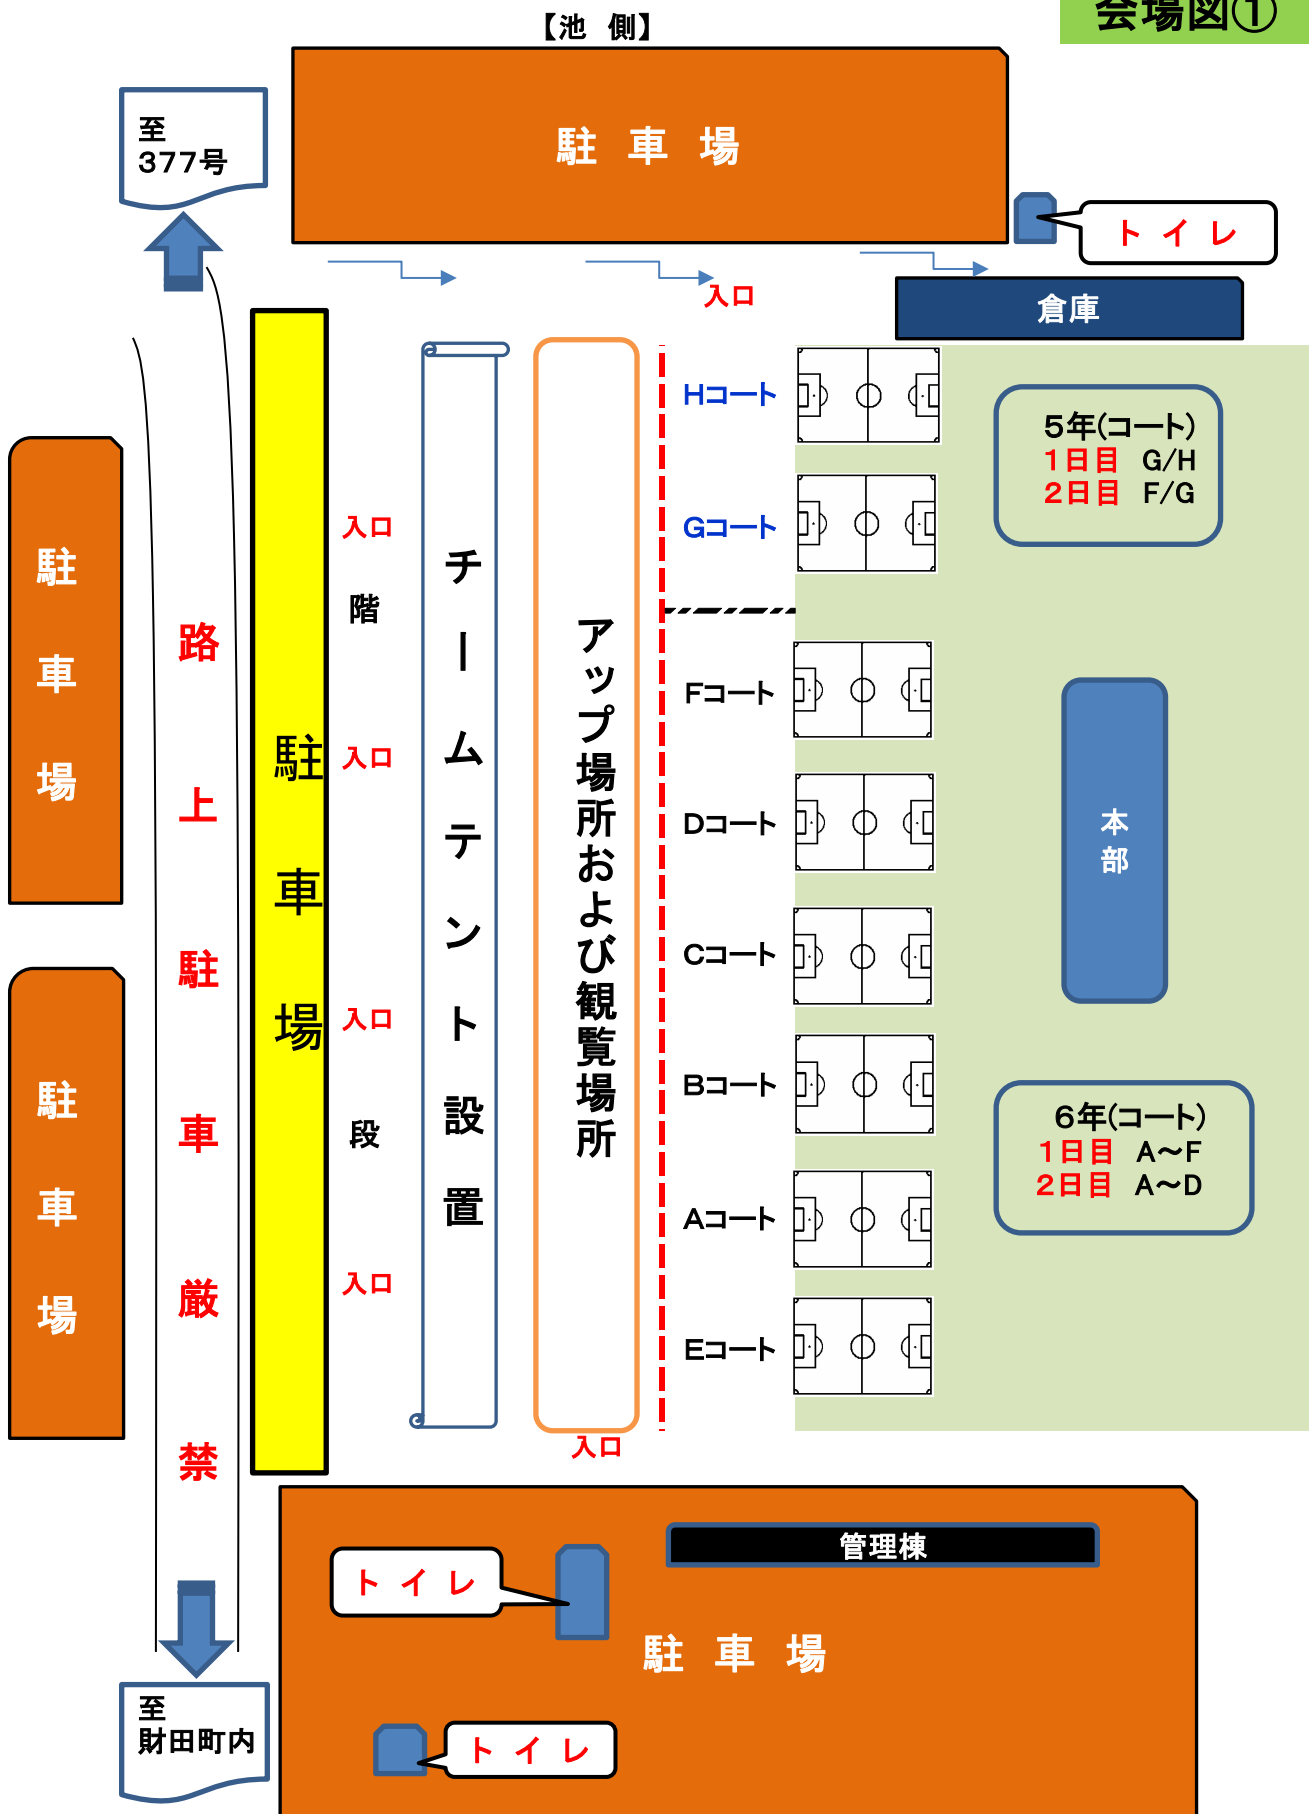 会場図①
【池 側】
駐 車 場
至
377号
ト イ レ
入口
倉庫
Hコート
5年(コート)
1日目 G/H
2日目 F/G
Gコート
Fコート
Dコート
Cコート
Bコート
Aコート
Eコート
本部
6年(コート)
1日目 A～F
2日目 A～D
駐車場
駐車場
路上駐車厳禁
駐車場
入口
階
入口
入口
段
入口
チームテント設置
アップ場所および観覧場所
入口
管理棟
ト イ レ
駐 車 場
ト イ レ
至
財田町内